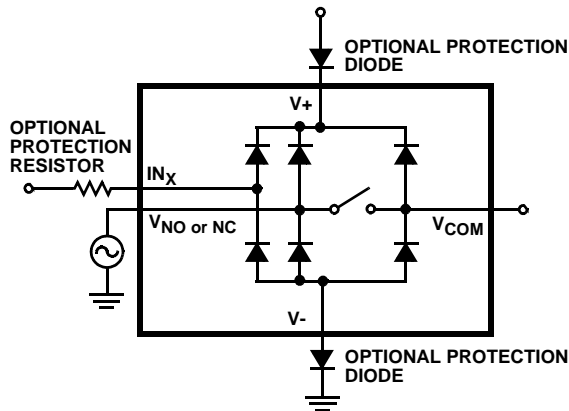 OPTIONAL PROTECTION
DIODE
V+
OPTIONAL
PROTECTION
RESISTOR
INX
VNO or NC
VCOM
V-
OPTIONAL PROTECTION
DIODE